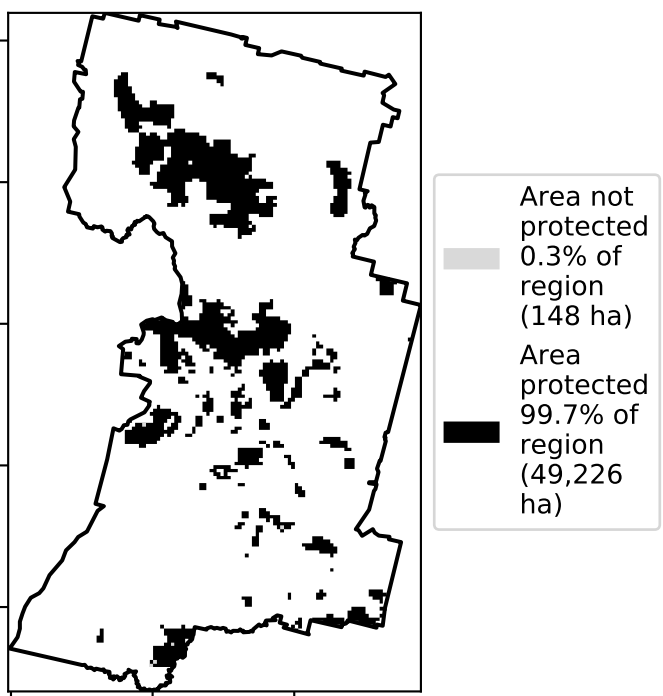 Area not
protected
0.3% of
region
(148 ha)
Area
protected
99.7% of
region
(49,226
ha)